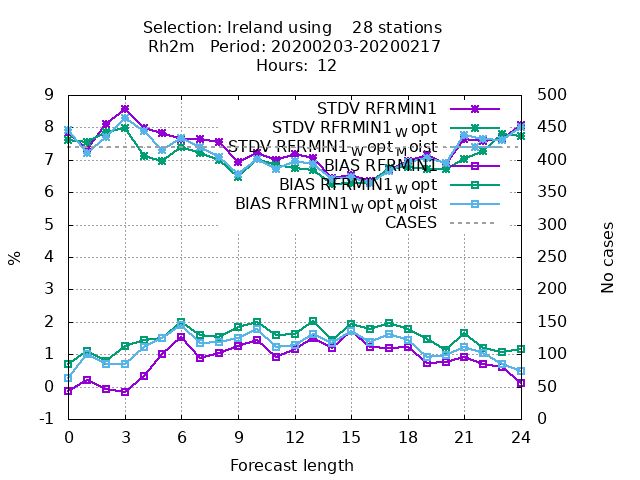 Selection: Ireland using 28 stations
Rh2m Period: 20200203-20200217
Hours: 12
STDV RFRMIN1
STDV RFRMIN1_W opt
STDV RFRMIN1_W opt_M oist
BIAS RFRMIN1
BIAS RFRMIN1_W opt
BIAS RFRMIN1_W opt_M oist
CASES
9
8
7
6
5
4
3
2
1
0
-1
%
500
450
400
350
300
250
200
150
100
50
0
No cases
0 3 6 9 12 15 18 21 24
Forecast length